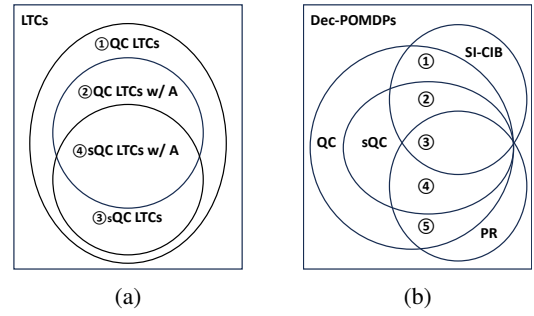 LTCs
①QC LTCs
②QC LTCs w/ A
④sQC LTCs w/ A
③sQC LTCs
(a)
Dec-POMDPs
SI-CIB
①
②
QC
sQC
③
④
⑤
PR
(b)